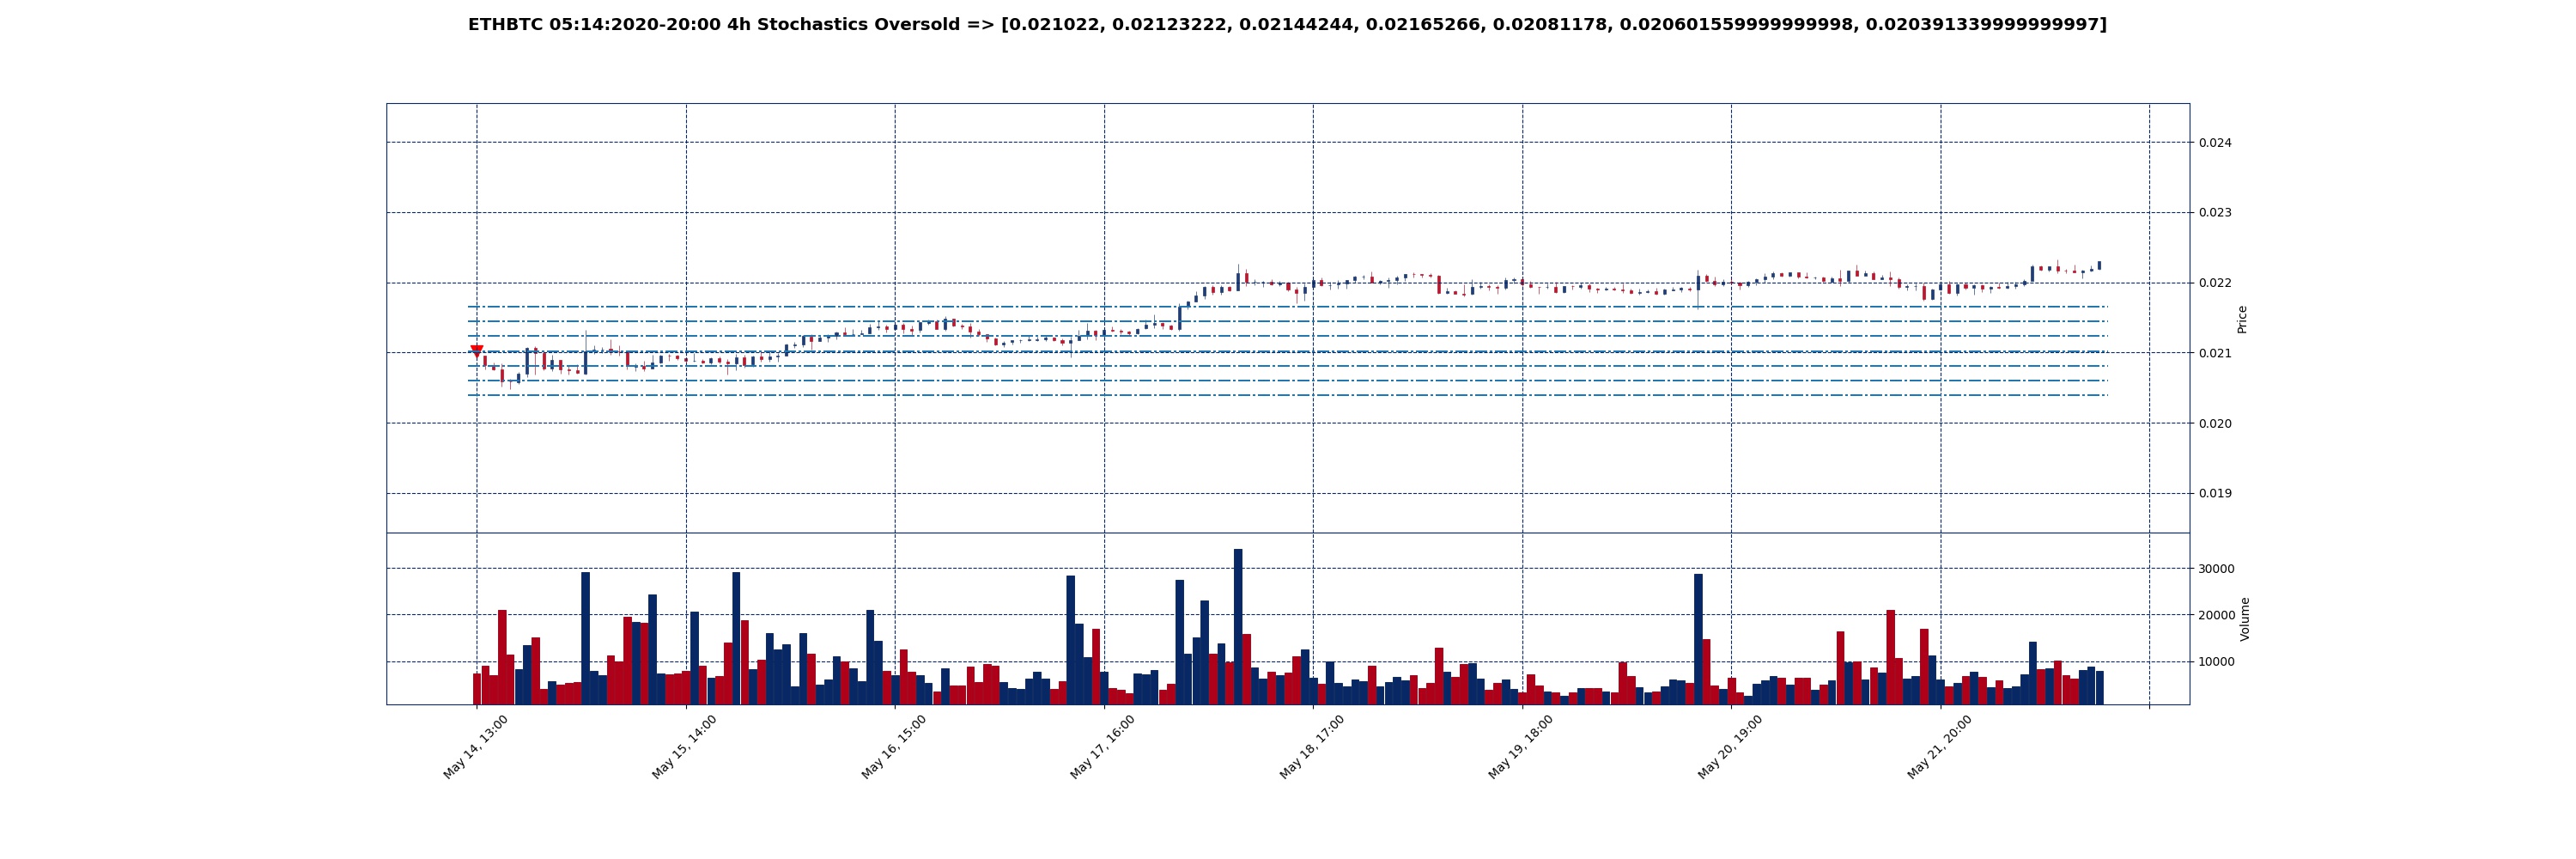 ETHBTC 05:14:2020-20:00 4h Stochastics Oversold => [0.021022, 0.02123222, 0.02144244, 0.02165266, 0.02081178, 0.020601559999999998, 0.020391339999999997]
0.024
0.023
0.022
0.021
0.020
0.019
Price
30000
20000
10000
Volume
May 14, 13:00
May 15, 14:00
May 16, 15:00
May 17, 16:00
May 18, 17:00
May 19, 18:00
May 20, 19:00
May 21, 20:00